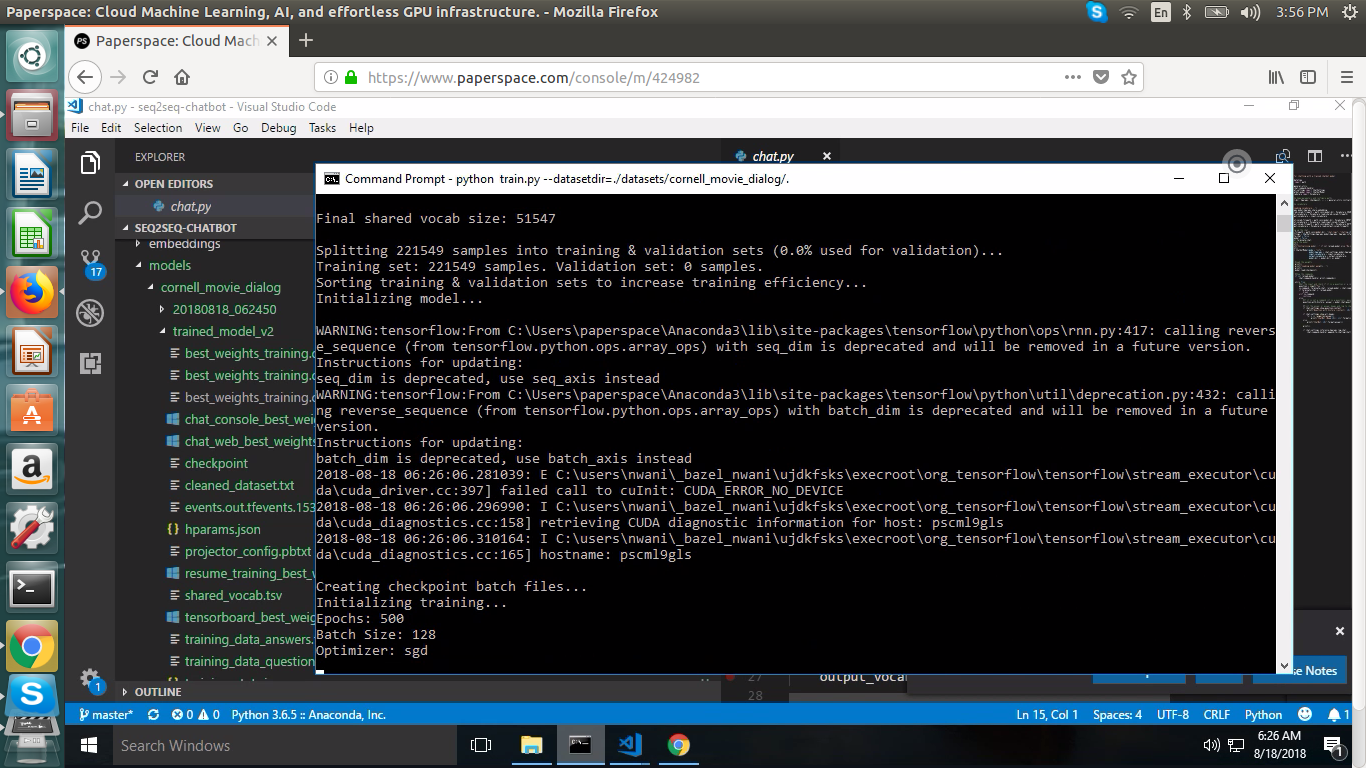 Paperspace: Cloud Machine Learning, AI, and effortless GPU infrastructure. - Mozilla Firefox
En
3:56 PM
Paperspace: Cloud Mach
https://www.paperspace.com/console/m/424982
chat.py - seq2seq-chatbot - Visual Studio Code
File Edit Selection View Go Debug Tasks Help
EXPLORER
chat.py
OPEN EDITORS
chat.py
SEQ2SEQ-CHATBOT
embeddings
17
models
cornell_movie_dialog
20180818_062450
trained_model_v2
best_weights_training.c
best_weights_training.c
best_weights_training.c
chat_console_best_wei
chat_web_best_weights
checkpoint
cleaned_dataset.txt
events.out.tfevents.153
hparams.json
projector_config.pbtxt
resume_training_best_v
shared_vocab.tsv
tensorboard_best_weig
training_data_answers.
training_data_question
1
OUTLINE
Command Prompt - python train.py --datasetdir=./datasets/cornell_movie_dialog/.
Final shared vocab size: 51547
Splitting 221549 samples into training & validation sets (0.0% used for validation)...
Training set: 221549 samples. Validation set: 0 samples.
Sorting training & validation sets to increase training efficiency...
Initializing model...
WARNING:tensorflow:From C:\Users\paperspace\Anaconda3\lib\site-packages\tensorflow\python\ops\rnn.py:417: calling revers
e_sequence (from tensorflow.python.ops.array_ops) with seq_dim is deprecated and will be removed in a future version.
Instructions for updating:
seq_dim is deprecated, use seq_axis instead
WARNING:tensorflow:From C:\Users\paperspace\Anaconda3\lib\site-packages\tensorflow\python\util\deprecation.py:432: calli
ng reverse_sequence (from tensorflow.python.ops.array_ops) with batch_dim is deprecated and will be removed in a future
version.
Instructions for updating:
batch_dim is deprecated, use batch_axis instead
2018-08-18 06:26:06.281039: E C:\users\nwani\_bazel_nwani\ujdkfsks\execroot\org_tensorflow\tensorflow\stream_executor\cu
da\cuda_driver.cc:397] failed call to cuInit: CUDA_ERROR_NO_DEVICE
2018-08-18 06:26:06.296990: I C:\users\nwani\_bazel_nwani\ujdkfsks\execroot\org_tensorflow\tensorflow\stream_executor\cu
da\cuda_diagnostics.cc:158] retrieving CUDA diagnostic information for host: pscml9gls
2018-08-18 06:26:06.310164: I C:\users\nwani\_bazel_nwani\ujdkfsks\execroot\org_tensorflow\tensorflow\stream_executor\cu
da\cuda_diagnostics.cc:165] hostname: pscml9gls
Creating checkpoint batch files...
Initializing training...
Epochs: 500
Batch Size: 128
Optimizer: sgd
27 output_vocab
28
se Notes
master* 0 0 Python 3.6.5 :: Anaconda, Inc.
Ln 15, Col 1 Spaces: 4 UTF-8 CRLF Python 1
Search Windows
6:26 AM
8/18/2018
1